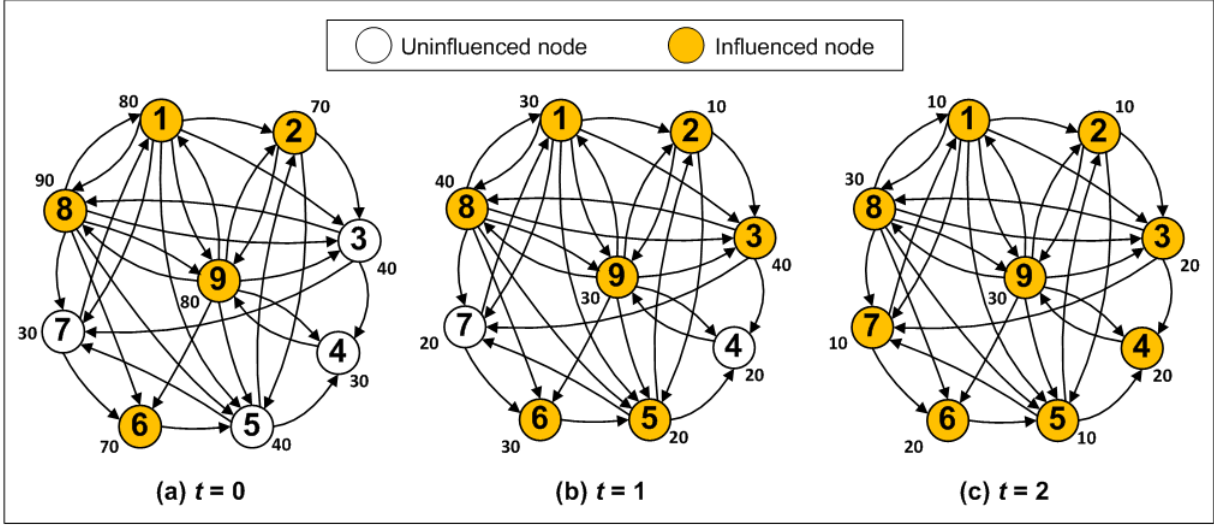 Uninfluenced node Influenced node
80 1 70 2
90 8 3 40
9 80
30 7 4 30
70 6 5 40
(a) t = 0
30 1 10 2
40 8 3 40
9 30
20 7 4 20
30 6 5 20
(b) t = 1
10 1 10 2
30 8 3 20
9 30
10 7 4 20
20 6 5 10
(c) t = 2